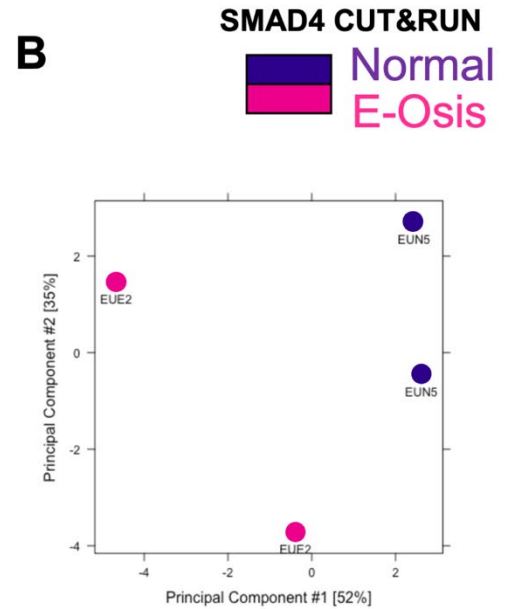 B
SMAD4 CUT&RUN
Normal
E-Osis
EUN5
2
EUE2
Principal Component #2 [35%]
0
EUN5
-2
-4
EUE2
-4
-2
0
2
Principal Component #1 [52%]